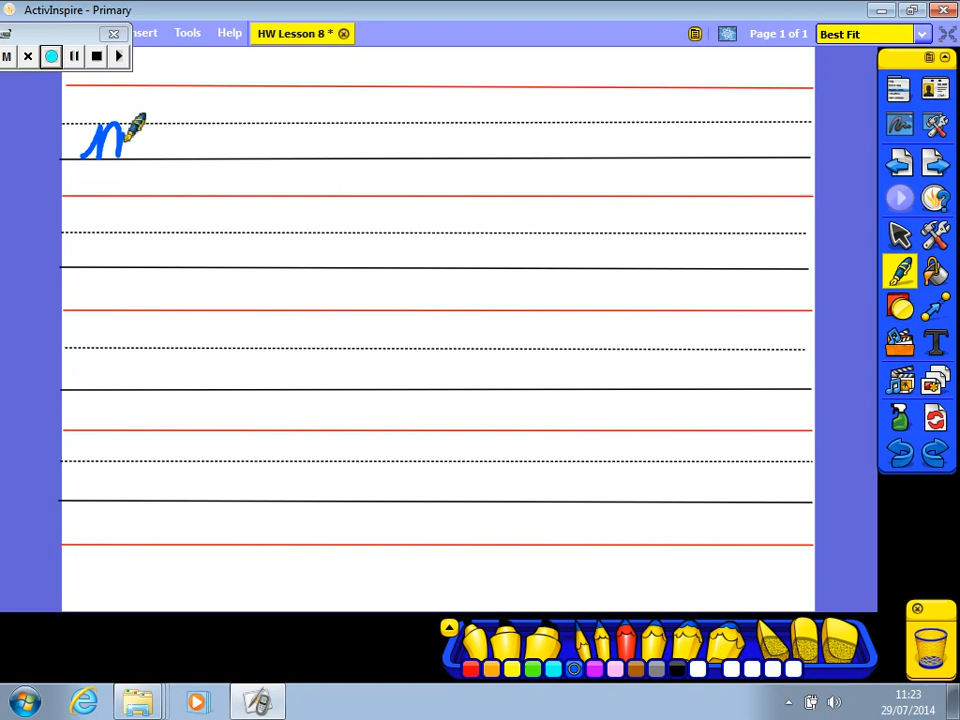 ActivInspire - Primary
nsert Tools Help HW Lesson 8 * Page 1 of 1 Best Fit
M
n
T
11:23
29/07/2014